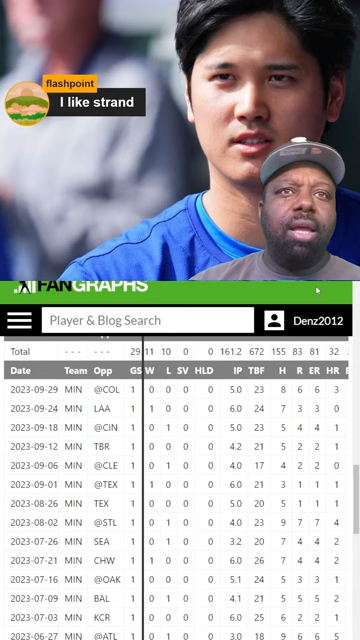 flashpoint
I like strand
FANGRAPHS
Player & Blog Search
Denz2012
Total --- --- 29 11 10 0 0 161.2 672 155 83 81 32
Date Team Opp GS W L SV HLD IP TBF H R ER HR
2023-09-29 MIN @COL 1 0 0 0 0 5.0 23 8 6 6 3
2023-09-24 MIN LAA 1 1 0 0 0 6.0 24 7 3 3 0
2023-09-18 MIN @CIN 1 0 1 0 0 5.0 23 5 4 4 1
2023-09-12 MIN TBR 1 0 0 0 0 4.2 21 5 2 2 1
2023-09-06 MIN @CLE 1 0 1 0 0 4.0 17 4 2 2 0
2023-09-01 MIN @TEX 1 1 0 0 0 6.0 21 3 1 1 1
2023-08-26 MIN TEX 1 0 0 0 0 5.0 20 5 1 1 1
2023-08-02 MIN @STL 1 0 1 0 0 4.0 23 9 7 7 4
2023-07-26 MIN SEA 1 0 0 0 0 3.2 20 7 4 4 2
2023-07-21 MIN CHW 1 1 0 0 0 6.0 26 7 4 4 2
2023-07-16 MIN @OAK 1 0 0 0 0 5.1 24 5 3 3 1
2023-07-09 MIN BAL 1 0 1 0 0 4.1 21 5 5 5 2
2023-07-03 MIN KCR 1 0 0 0 0 6.0 25 6 2 2 1
2023-06-27 MIN @ATL 1 0 1 0 0 3.0 18 9 6 6 5